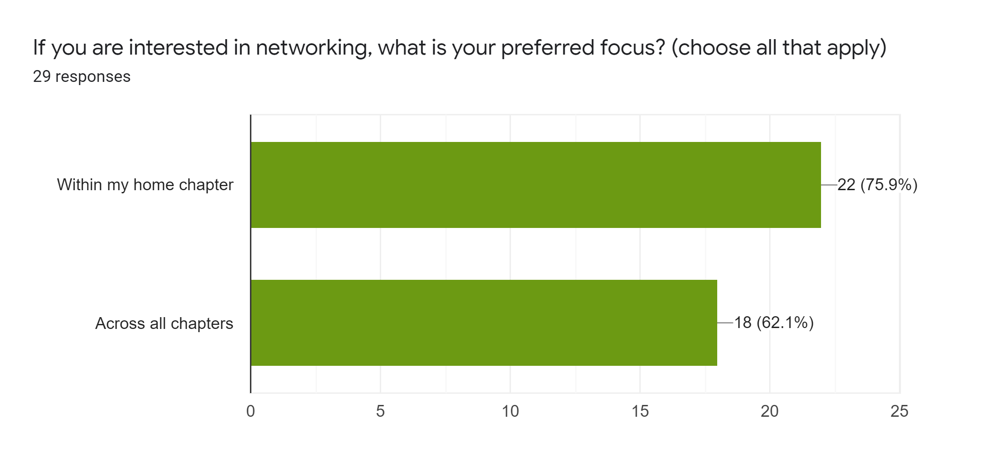 If you are interested in networking, what is your preferred focus? (choose all that apply)
29 responses
Within my home chapter
22 (75.9%)
Across all chapters
18 (62.1%)
0 5 10 15 20 25